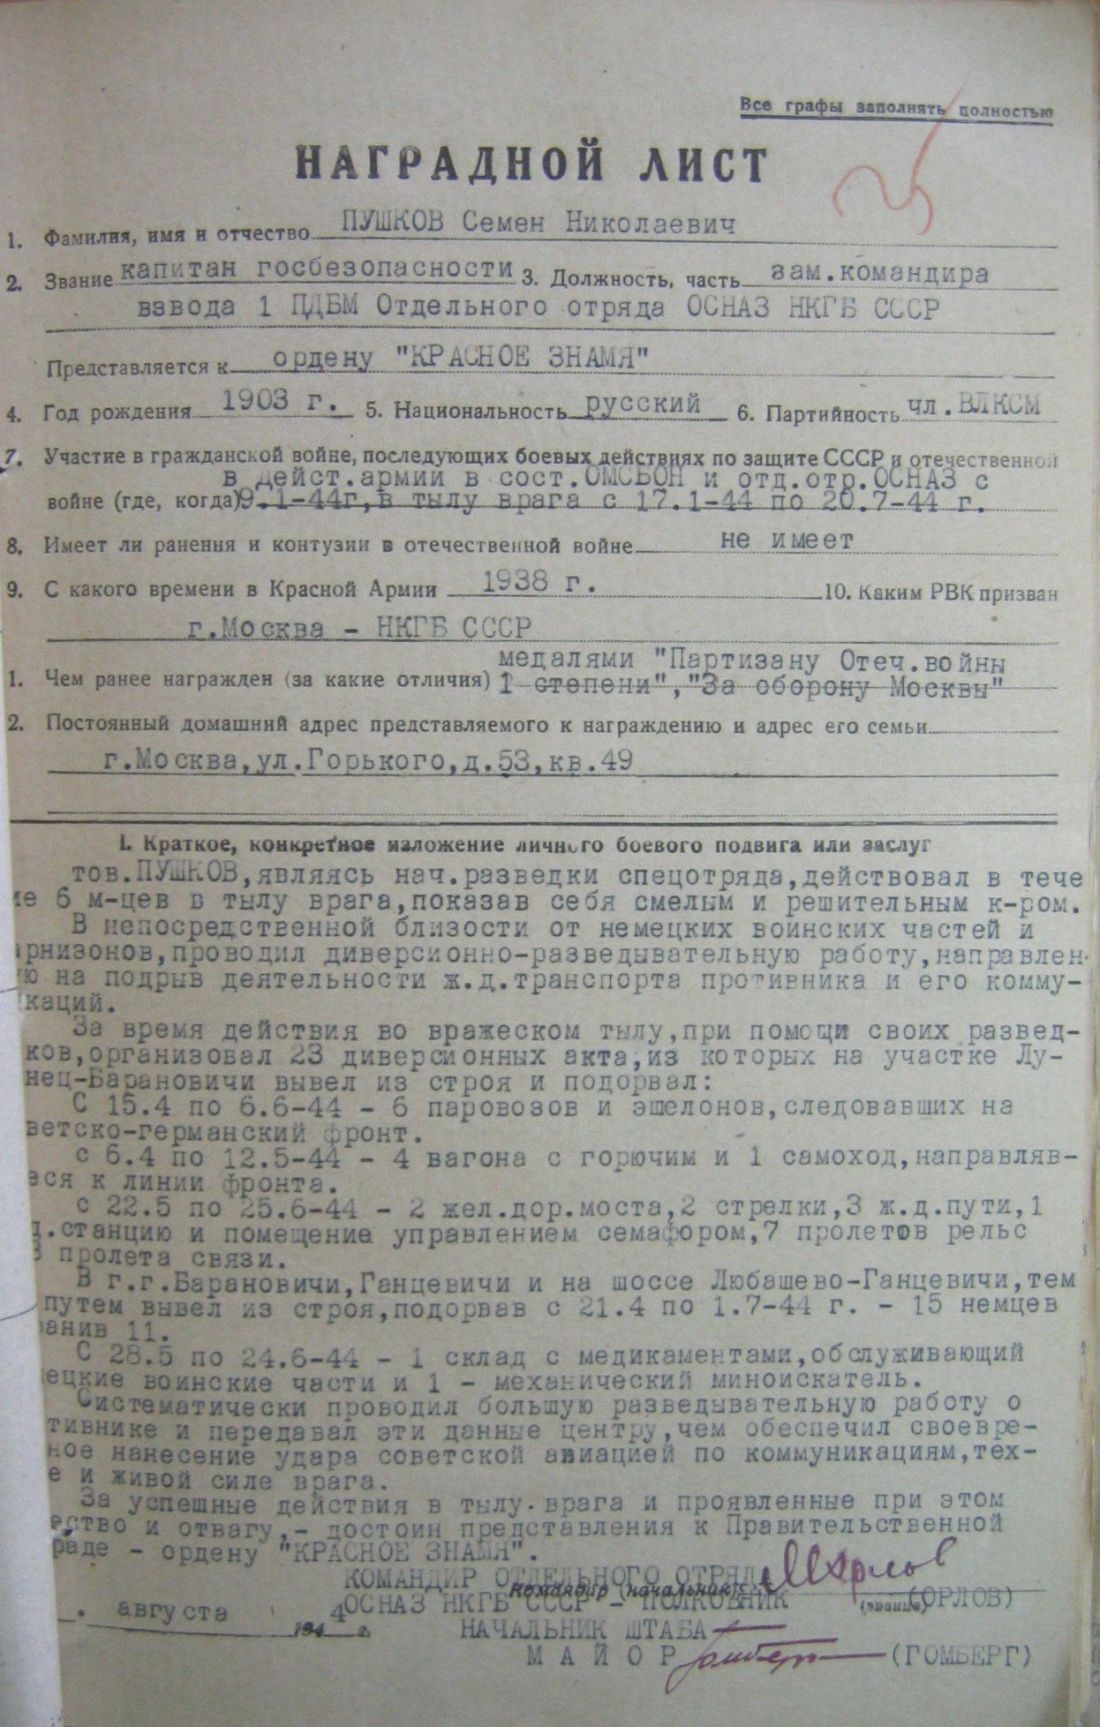 Все графы заполнять полностью
НАГРАДНОЙ ЛИСТ
1. Фамилия, имя и отчество ПУШКОВ Семен Николаевич
2. Звание капитан госбезопасности 3. Должность, часть зам.командира
взвода 1 ПДБМ Отдельного отряда ОСНАЗ НКГБ СССР
Представляется к ордену "КРАСНОЕ ЗНАМЯ"
4. Год рождения 1903 г. 5. Национальность русский 6. Партийность чл.ВЛКСМ
7. Участие в гражданской войне, последующих боевых действиях по защите СССР и отечественной
в дейст.армии в сост.ОМСБОН и отд.отр.ОСНАЗ с
войне (где, когда) 9.1-44г,в тылу врага с 17.1-44 по 20.7-44 г.
8. Имеет ли ранения и контузии в отечественной войне не имеет
9. С какого времени в Красной Армии 1938 г. 10. Каким РВК призван
г.Москва - НКГБ СССР
медалями "Партизану Отеч.войны
1. Чем ранее награжден (за какие отличия) 1 степени","За оборону Москвы"
2. Постоянный домашний адрес представляемого к награждению и адрес его семьи
г.Москва,ул.Горького,д.53,кв.49
I. Краткое, конкретное изложение личного боевого подвига или заслуг
тов.ПУШКОВ,являясь нач.разведки спецотряда,действовал в тече
ие 6 м-цев в тылу врага,показав себя смелым и решительным к-ром.
В непосредственной близости от немецких воинских частей и
арнизонов,проводил диверсионно-разведывательную работу,направлен-
ую на подрыв деятельности ж.д.транспорта противника и его комму-
каций.
За время действия во вражеском тылу,при помощи своих развед-
ков,организовал 23 диверсионных акта,из которых на участке Лу-
нец-Барановичи вывел из строя и подорвал:
С 15.4 по 6.6-44 - 6 паровозов и эшелонов,следовавших на
ветско-германский фронт.
с 6.4 по 12.5-44 - 4 вагона с горючим и 1 самоход,направляв-
еся к линии фронта.
с 22.5 по 25.6-44 - 2 жел.дор.моста,2 стрелки,3 ж.д.пути,1
д.станцию и помещение управлением семафором,7 пролетов рельс
3 пролета связи.
В г.г.Барановичи,Ганцевичи и на шоссе Любашево-Ганцевичи,тем
путем вывел из строя,подорвав с 21.4 по 1.7-44 г. - 15 немцев
ранив 11.
С 28.5 по 24.6-44 - 1 склад с медикаментами,обслуживающий
ецкие воинские части и 1 - механический миноискатель.
Систематически проводил большую разведывательную работу о
тивнике и передавал эти данные центру,чем обеспечил своевре-
ное нанесение удара советской авиацией по коммуникациям,тех-
е и живой силе врага.
За успешные действия в тылу врага и проявленные при этом
ество и отвагу,- достоин представления к Правительственной
раде - ордену "КРАСНОЕ ЗНАМЯ".
КОМАНДИР ОТДЕЛЬНОГО ОТРЯДА
Командир (начальник)
ОСНАЗ НКГБ СССР - ПОЛКОВНИК (звание) (ОРЛОВ)
августа 1944 г.
НАЧАЛЬНИК ШТАБА
МАЙОР (ГОМБЕРГ)